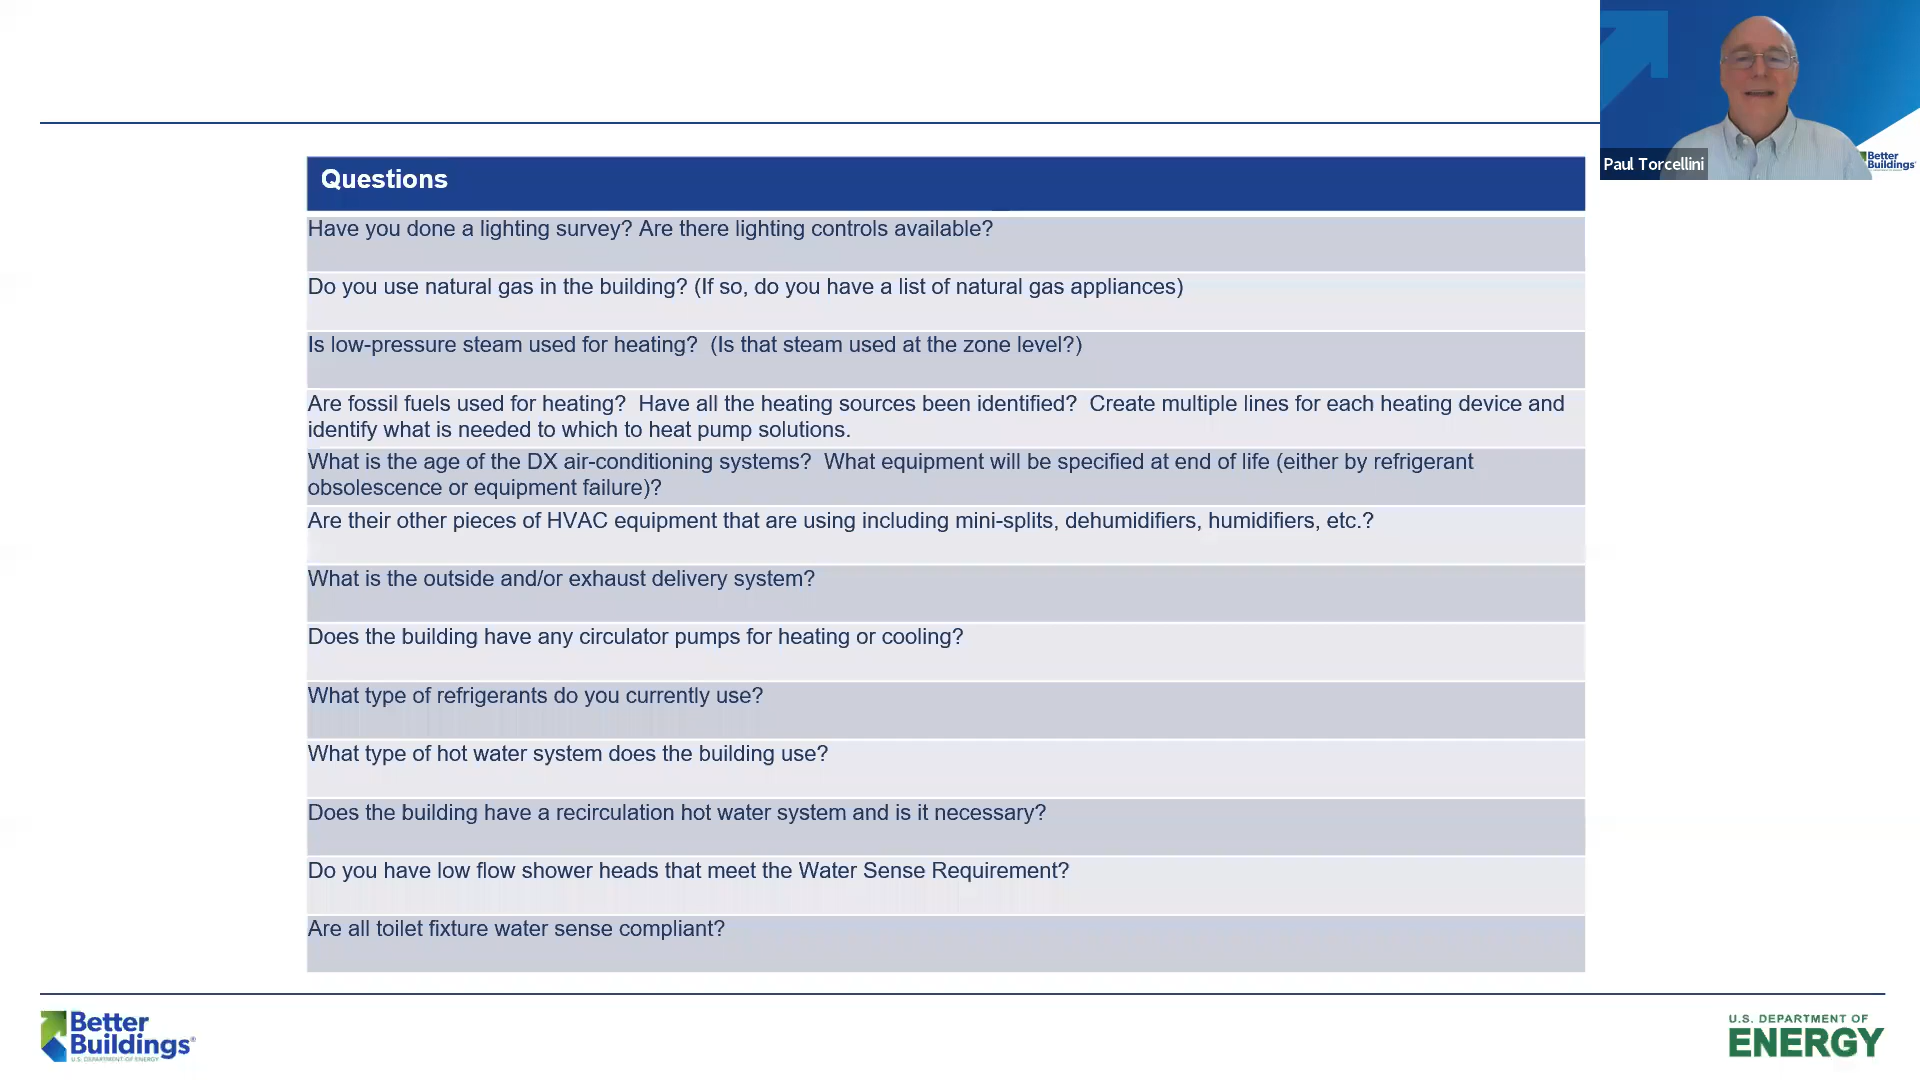 Questions
Have you done a lighting survey? Are there lighting controls available?
Do you use natural gas in the building? (If so, do you have a list of natural gas appliances)
Is low-pressure steam used for heating?  (Is that steam used at the zone level?)
Are fossil fuels used for heating?  Have all the heating sources been identified?  Create multiple lines for each heating device and
identify what is needed to which to heat pump solutions.
What is the age of the DX air-conditioning systems?  What equipment will be specified at end of life (either by refrigerant
obsolescence or equipment failure)?
Are their other pieces of HVAC equipment that are using including mini-splits, dehumidifiers, humidifiers, etc.?
What is the outside and/or exhaust delivery system?
Does the building have any circulator pumps for heating or cooling?
What type of refrigerants do you currently use?
What type of hot water system does the building use?
Does the building have a recirculation hot water system and is it necessary?
Do you have low flow shower heads that meet the Water Sense Requirement?
Are all toilet fixture water sense compliant?
Paul Torcellini
Better
Buildings®
Better
Buildings®
U.S. DEPARTMENT OF ENERGY
U.S. DEPARTMENT OF
ENERGY